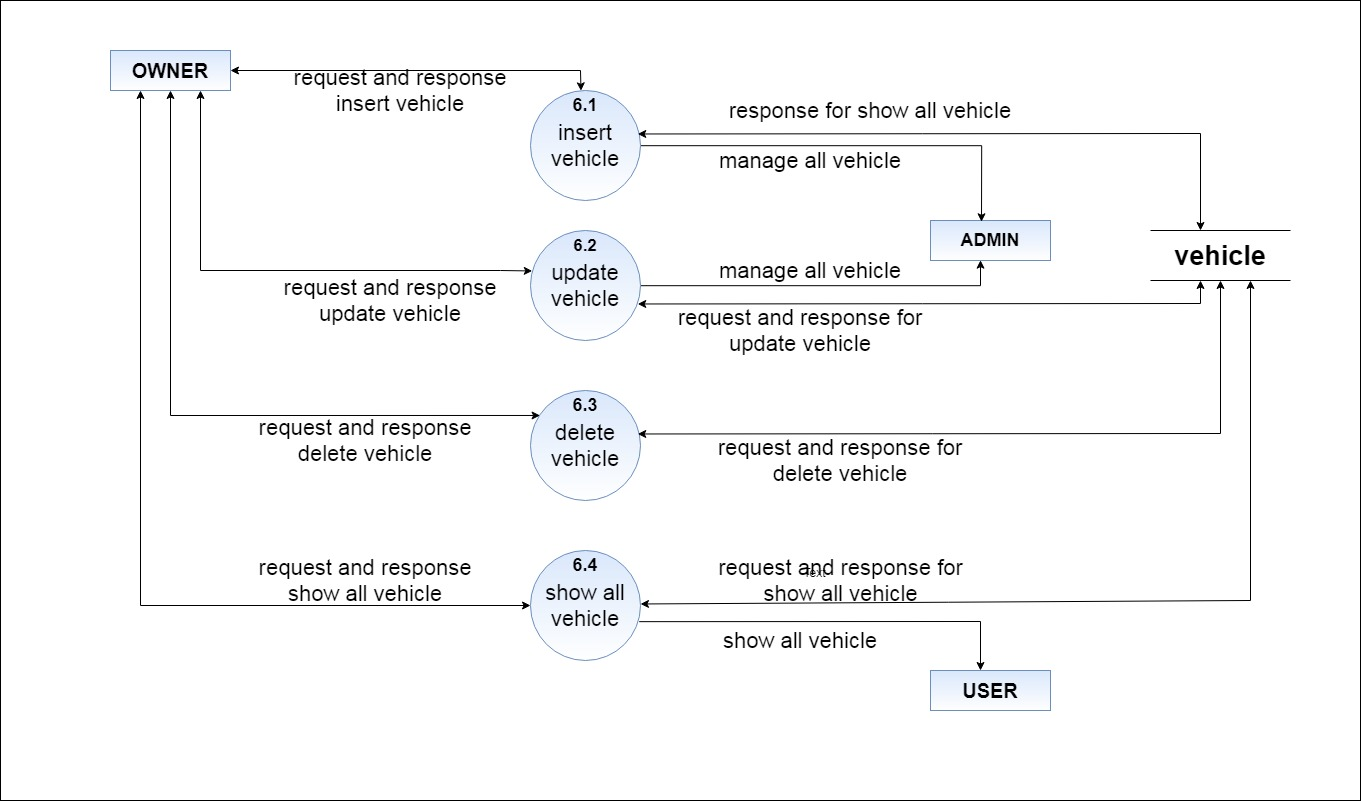 OWNER
request and response
insert vehicle
6.1
insert
vehicle
response for show all vehicle
manage all vehicle
ADMIN
vehicle
6.2
update
vehicle
manage all vehicle
request and response
update vehicle
request and response for
update vehicle
6.3
delete
vehicle
request and response
delete vehicle
request and response for
delete vehicle
6.4
show all
vehicle
request and response
show all vehicle
request and response for
Text
show all vehicle
show all vehicle
USER